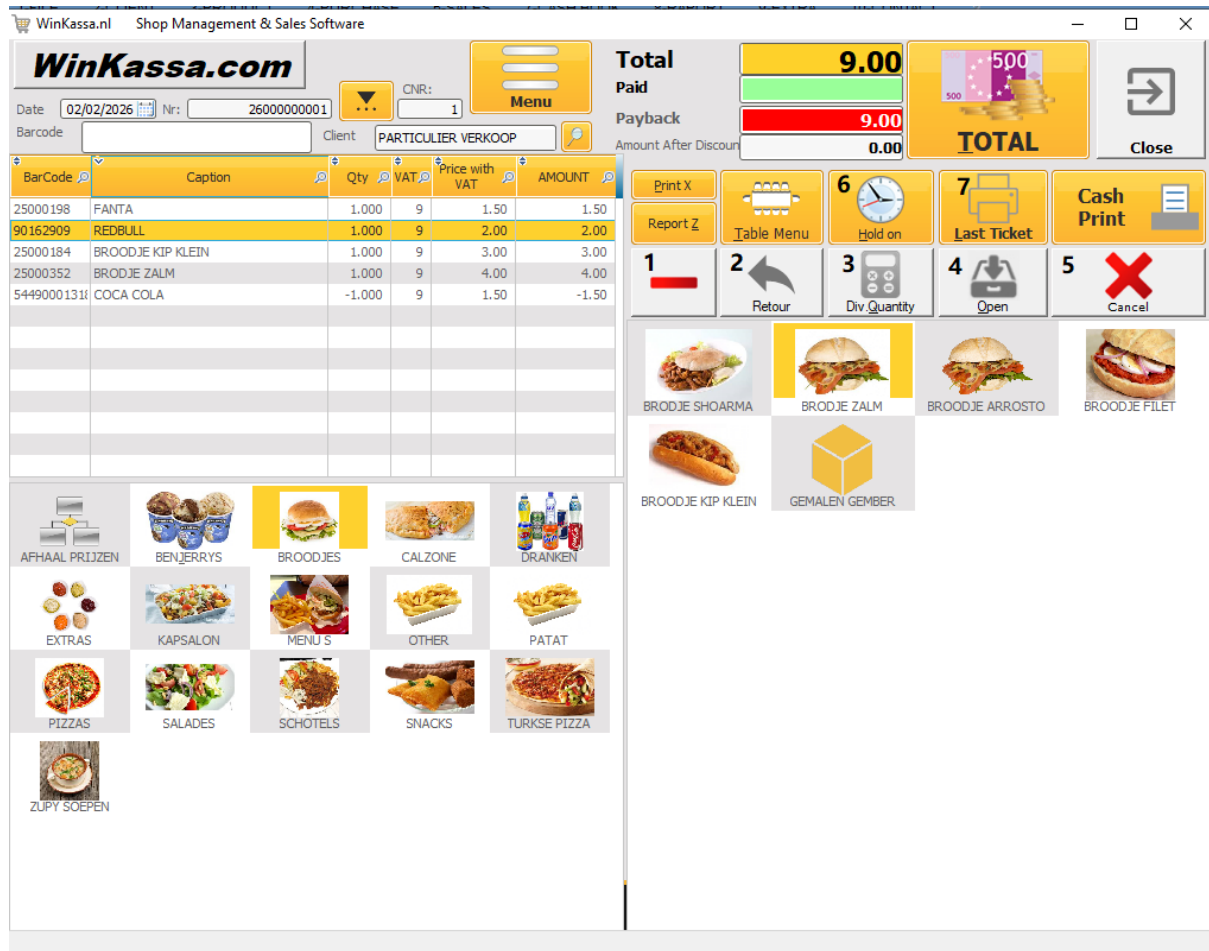 WinKassa.nl Shop Management & Sales Software
WinKassa.com
Date 02/02/2026 Nr: 26000000001
CNR:
1
Menu
Barcode
Client PARTICULIER VERKOOP
Total 9.00
Paid
Payback 9.00
Amount After Discoun 0.00
500
500
TOTAL
Close
BarCode Caption Qty VAT Price with VAT AMOUNT
25000198 FANTA 1.000 9 1.50 1.50
90162909 REDBULL 1.000 9 2.00 2.00
25000184 BROODJE KIP KLEIN 1.000 9 3.00 3.00
25000352 BRODJE ZALM 1.000 9 4.00 4.00
5449000131 COCA COLA -1.000 9 1.50 -1.50
Print X
Report Z
Table Menu
6 Hold on
7 Last Ticket
Cash Print
1
2 Retour
3 Div.Quantity
4 Open
5 Cancel
BRODJE SHOARMA BRODJE ZALM BROODJE ARROSTO BROODJE FILET
BROODJE KIP KLEIN GEMALEN GEMBER
AFHAAL PRIJZEN BENJERRYS BROODJES CALZONE DRANKEN
EXTRAS KAPSALON MENU S OTHER PATAT
PIZZAS SALADES SCHOTELS SNACKS TURKSE PIZZA
ZUPY SOEPEN